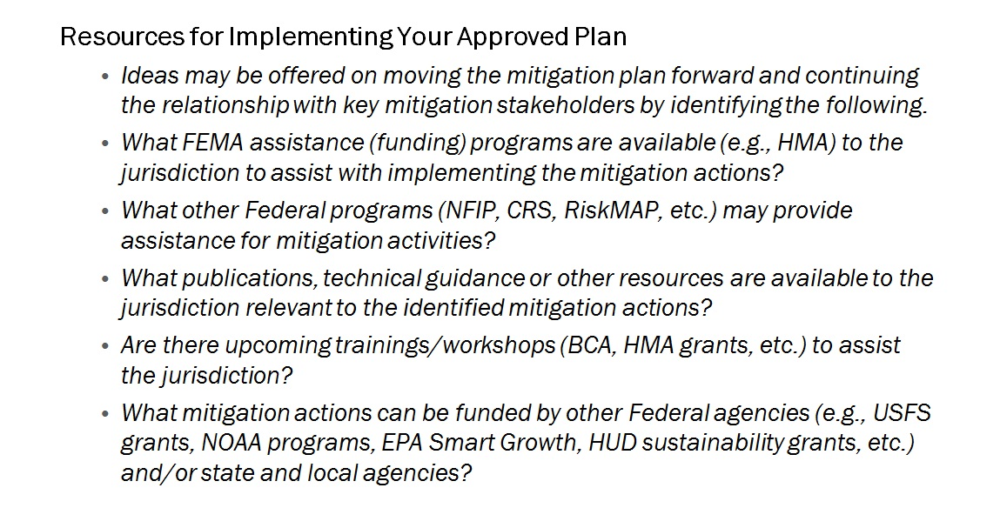 Resources for Implementing Your Approved Plan
• Ideas may be offered on moving the mitigation plan forward and continuing
the relationship with key mitigation stakeholders by identifying the following.
• What FEMA assistance (funding) programs are available (e.g., HMA) to the
jurisdiction to assist with implementing the mitigation actions?
• What other Federal programs (NFIP, CRS, RiskMAP, etc.) may provide
assistance for mitigation activities?
• What publications, technical guidance or other resources are available to the
jurisdiction relevant to the identified mitigation actions?
• Are there upcoming trainings/workshops (BCA, HMA grants, etc.) to assist
the jurisdiction?
• What mitigation actions can be funded by other Federal agencies (e.g., USFS
grants, NOAA programs, EPA Smart Growth, HUD sustainability grants, etc.)
and/or state and local agencies?